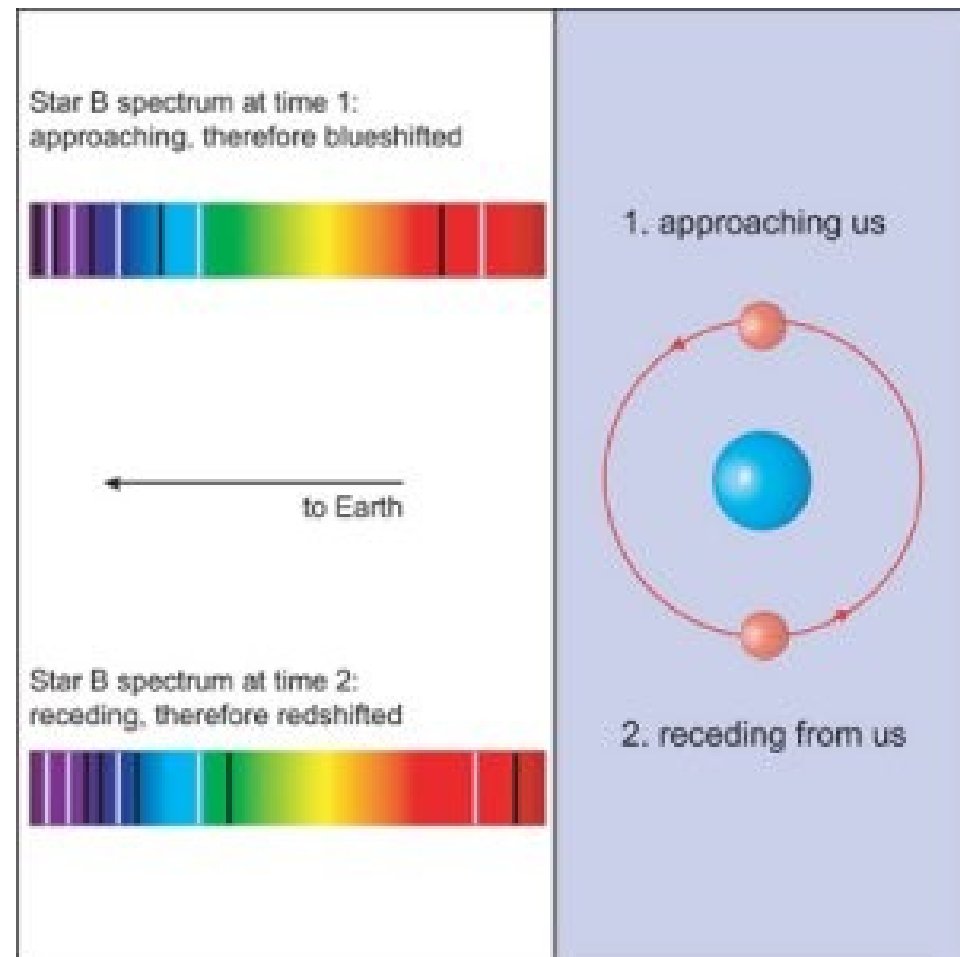 Star B spectrum at time 1:
approaching, therefore blueshifted
1. approaching us
to Earth
Star B spectrum at time 2:
receding, therefore redshifted
2. receding from us